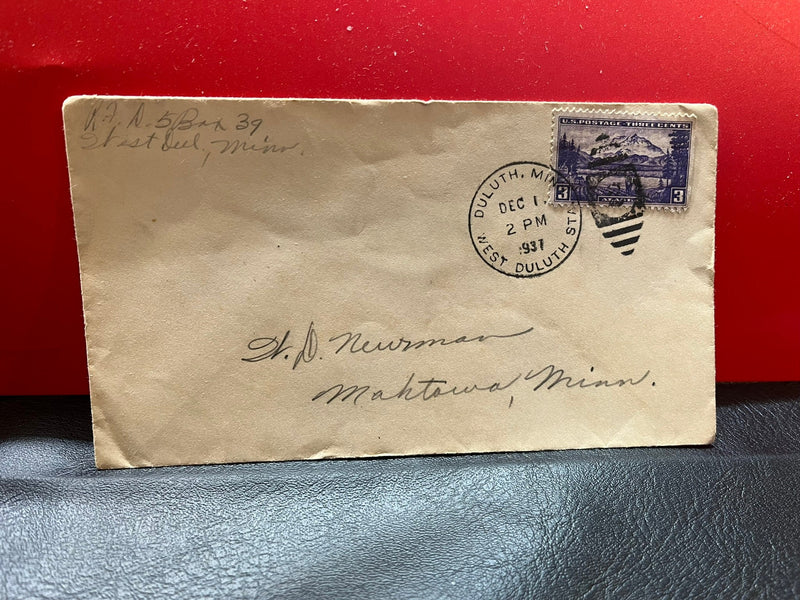 R.F.D. 5 Box 39
West Dul, Minn.
U.S. POSTAGE THREE CENTS
3 3
DULUTH, MINN
DEC 1
2 PM
1937
WEST DULUTH STA
D. Newman
Mahtowa, Minn.